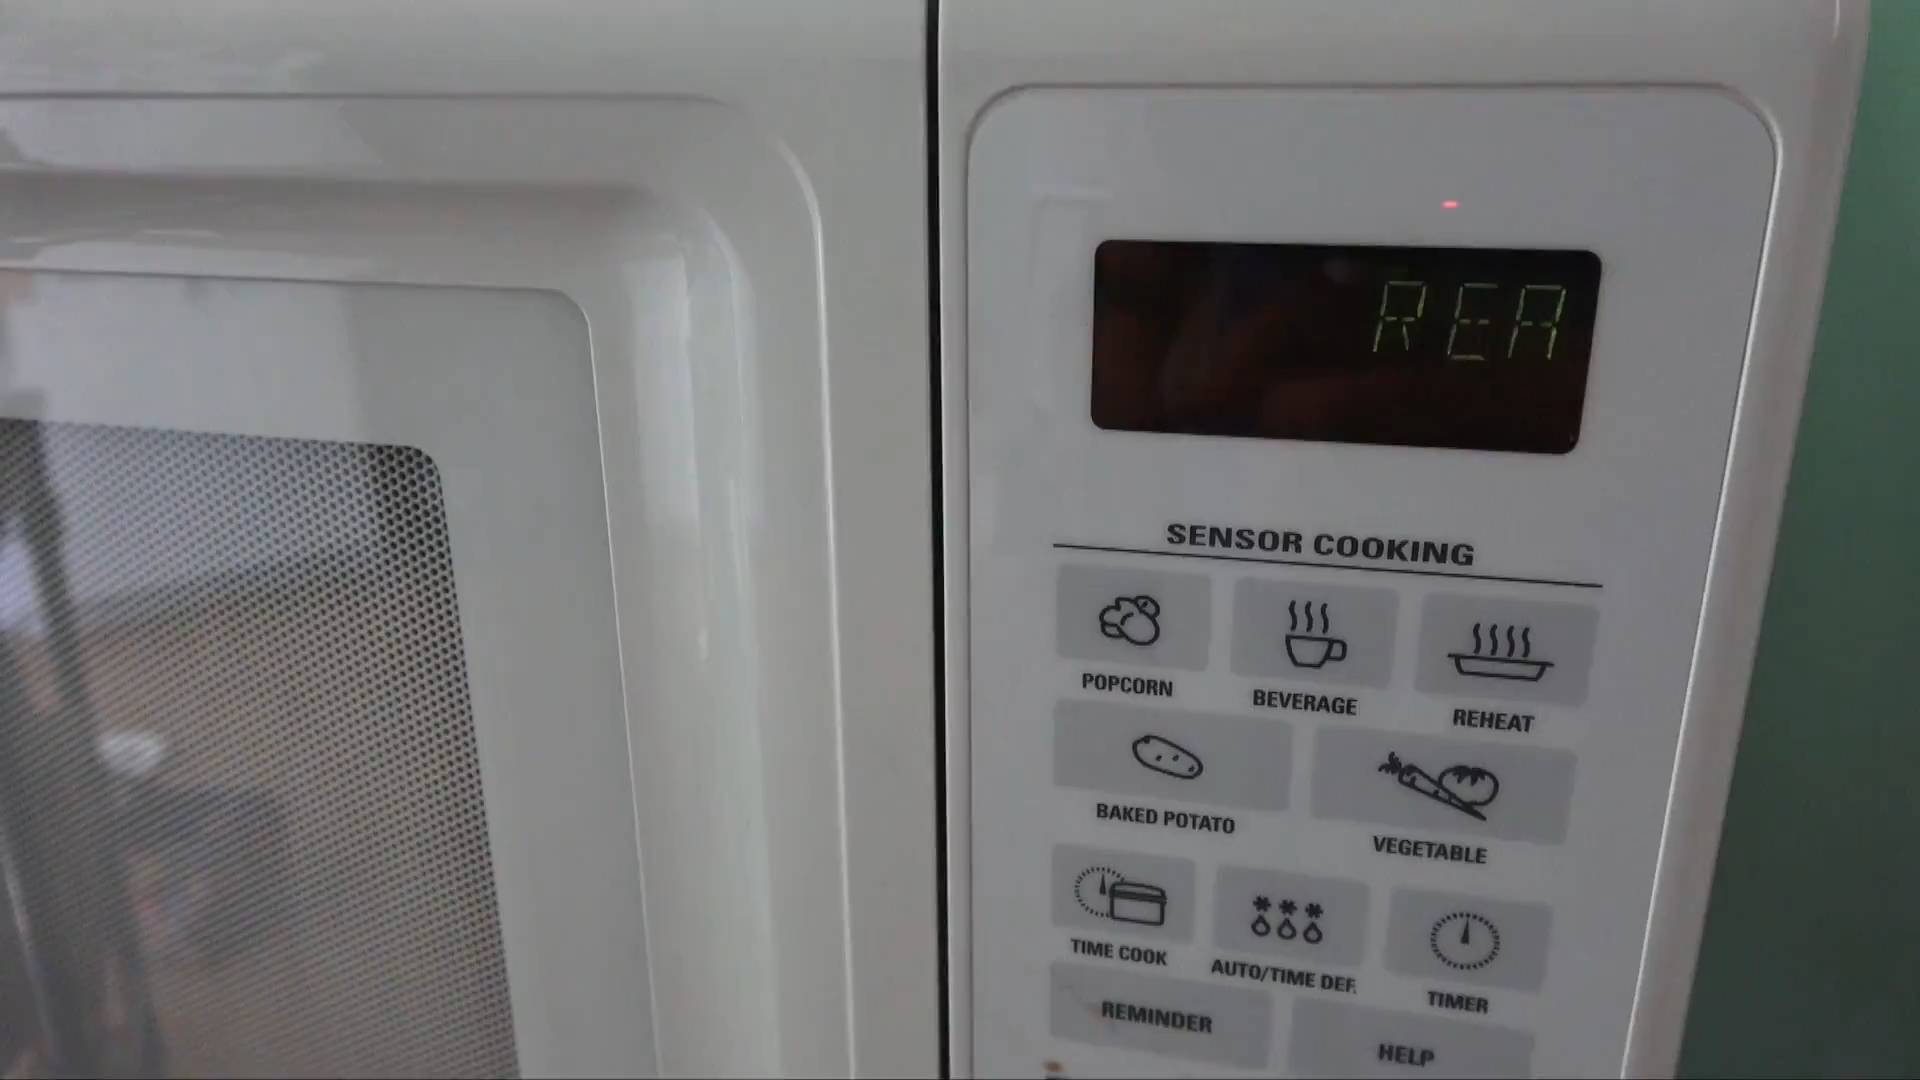 REA
SENSOR COOKING
POPCORN
BEVERAGE
REHEAT
BAKED POTATO
VEGETABLE
TIME COOK
AUTO/TIME DEF.
TIMER
REMINDER
HELP